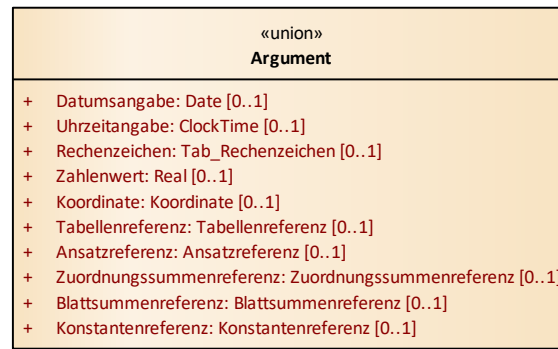 «union»
Argument
+ Datumsangabe: Date [0..1]
+ Uhrzeitangabe: ClockTime [0..1]
+ Rechenzeichen: Tab_Rechenzeichen [0..1]
+ Zahlenwert: Real [0..1]
+ Koordinate: Koordinate [0..1]
+ Tabellenreferenz: Tabellenreferenz [0..1]
+ Ansatzreferenz: Ansatzreferenz [0..1]
+ Zuordnungssummenreferenz: Zuordnungssummenreferenz [0..1]
+ Blattsummenreferenz: Blattsummenreferenz [0..1]
+ Konstantenreferenz: Konstantenreferenz [0..1]